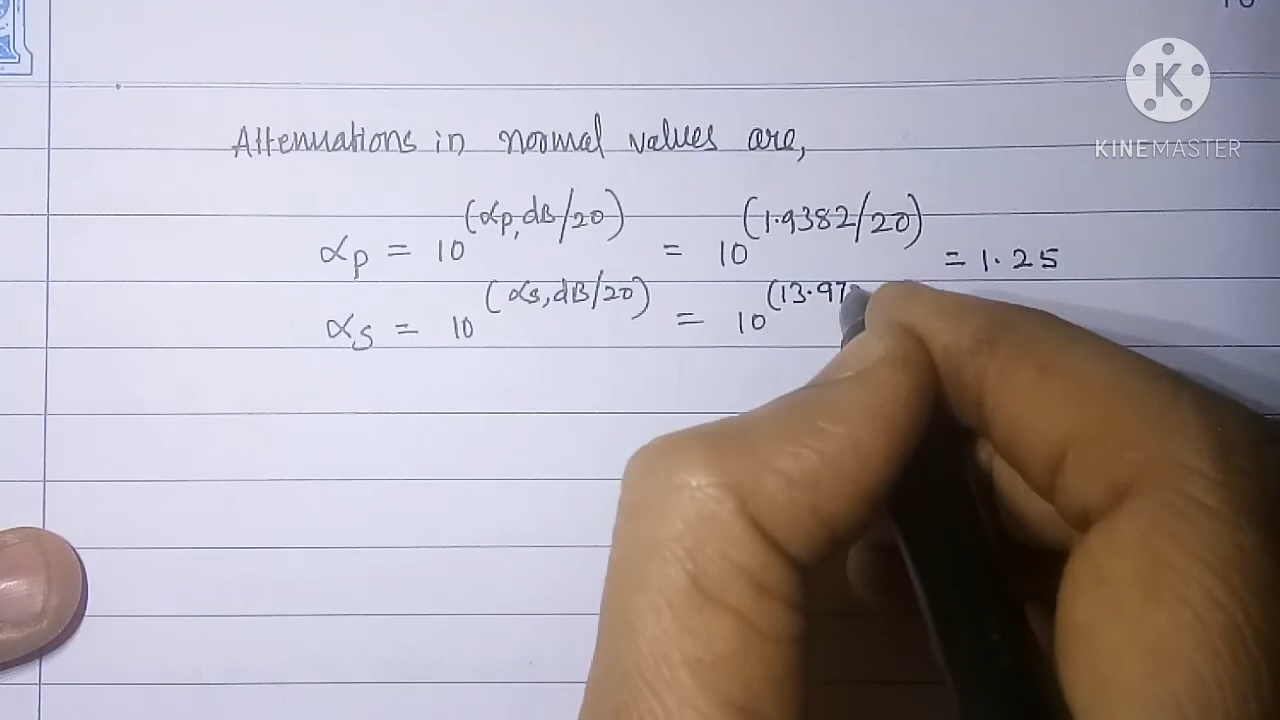 KINEMASTER
Attenuations in normal values are,
αp = 10^(αp,dB/20) = 10^(1.9382/20) = 1.25
αs = 10^(αs,dB/20) = 10^(13.97